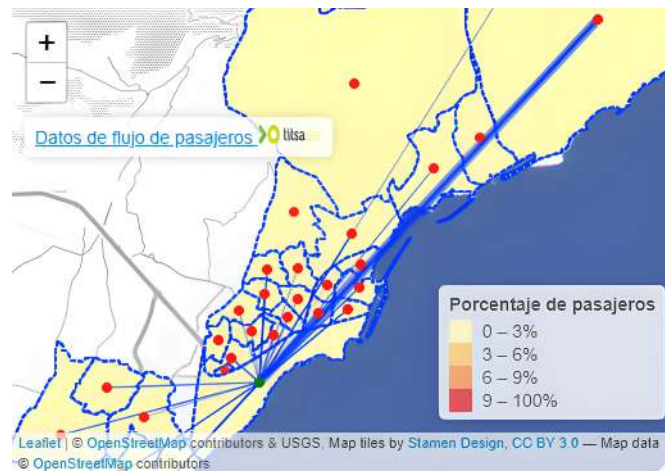 +
−
Datos de flujo de pasajeros titsa
Porcentaje de pasajeros
0 – 3%
3 – 6%
6 – 9%
9 – 100%
Leaflet | © OpenStreetMap contributors & USGS, Map tiles by Stamen Design, CC BY 3.0 — Map data
© OpenStreetMap contributors